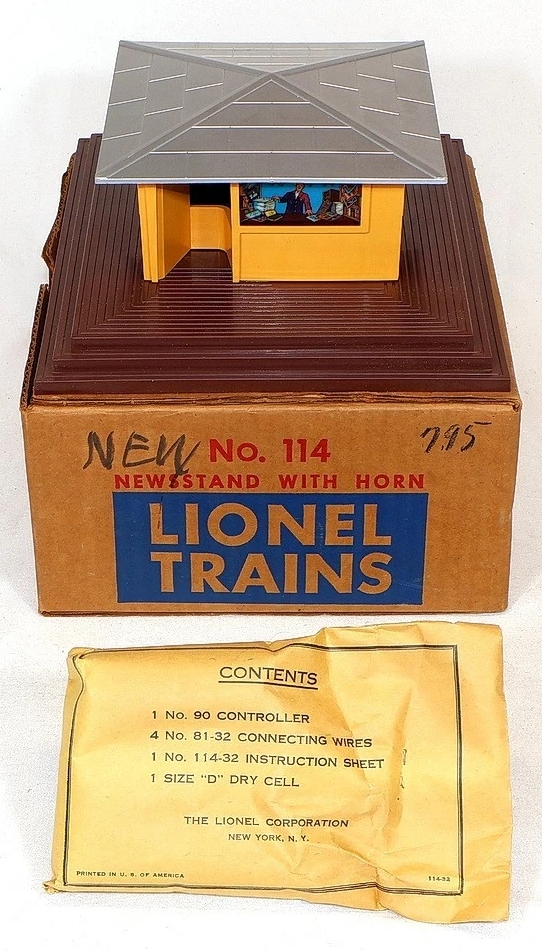 NEW No. 114 7.95
NEWSSTAND WITH HORN
LIONEL
TRAINS
CONTENTS
1 No. 90 CONTROLLER
4 No. 81-32 CONNECTING WIRES
1 No. 114-32 INSTRUCTION SHEET
1 SIZE "D" DRY CELL
THE LIONEL CORPORATION
NEW YORK, N. Y.
PRINTED IN U. S. OF AMERICA 114-32